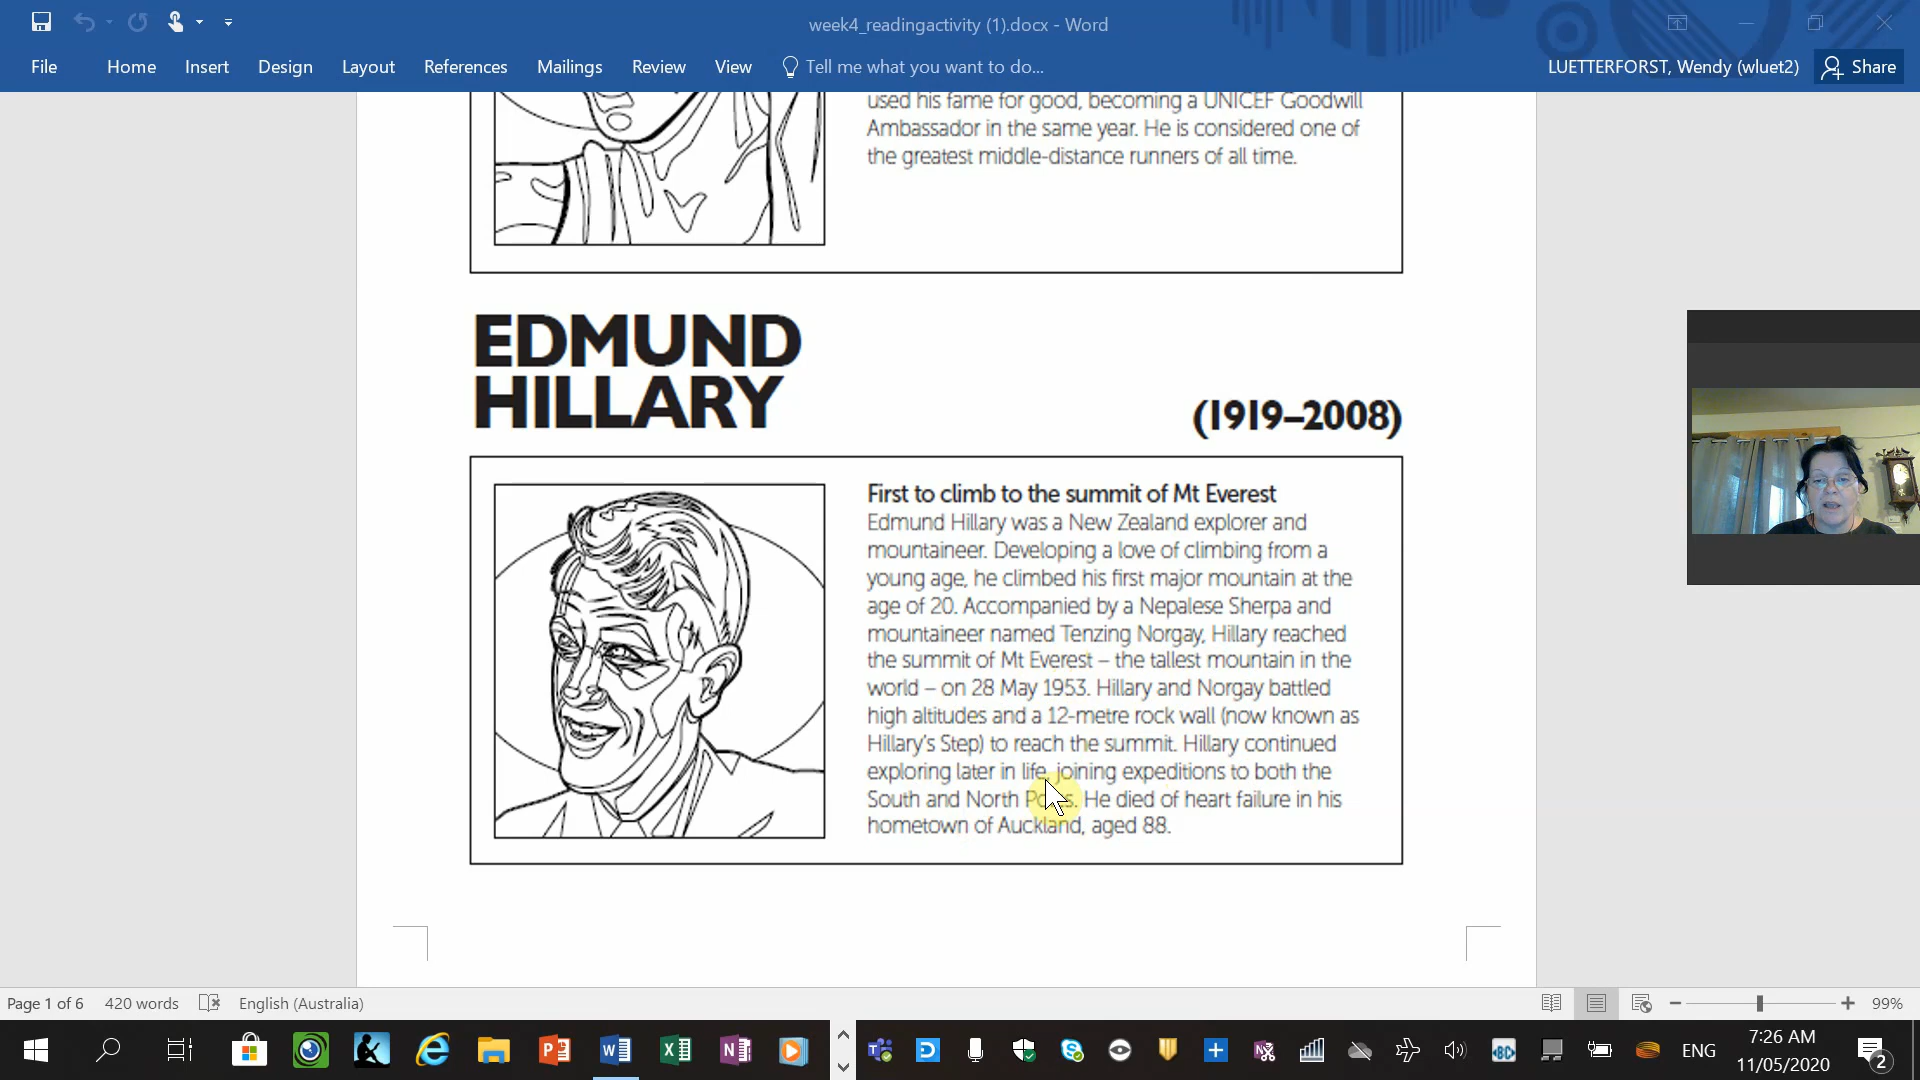 week4_readingactivity (1).docx - Word
File Home Insert Design Layout References Mailings Review View Tell me what you want to do... LUETTERFORST, Wendy (wluet2) Share
used his fame for good, becoming a UNICEF Goodwill
Ambassador in the same year. He is considered one of
the greatest middle-distance runners of all time.
EDMUND
HILLARY
(1919–2008)
First to climb to the summit of Mt Everest
Edmund Hillary was a New Zealand explorer and
mountaineer. Developing a love of climbing from a
young age, he climbed his first major mountain at the
age of 20. Accompanied by a Nepalese Sherpa and
mountaineer named Tenzing Norgay, Hillary reached
the summit of Mt Everest – the tallest mountain in the
world – on 28 May 1953. Hillary and Norgay battled
high altitudes and a 12-metre rock wall (now known as
Hillary's Step) to reach the summit. Hillary continued
exploring later in life, joining expeditions to both the
South and North Poles. He died of heart failure in his
hometown of Auckland, aged 88.
Page 1 of 6 420 words English (Australia) 99%
ENG
7:26 AM
11/05/2020
2